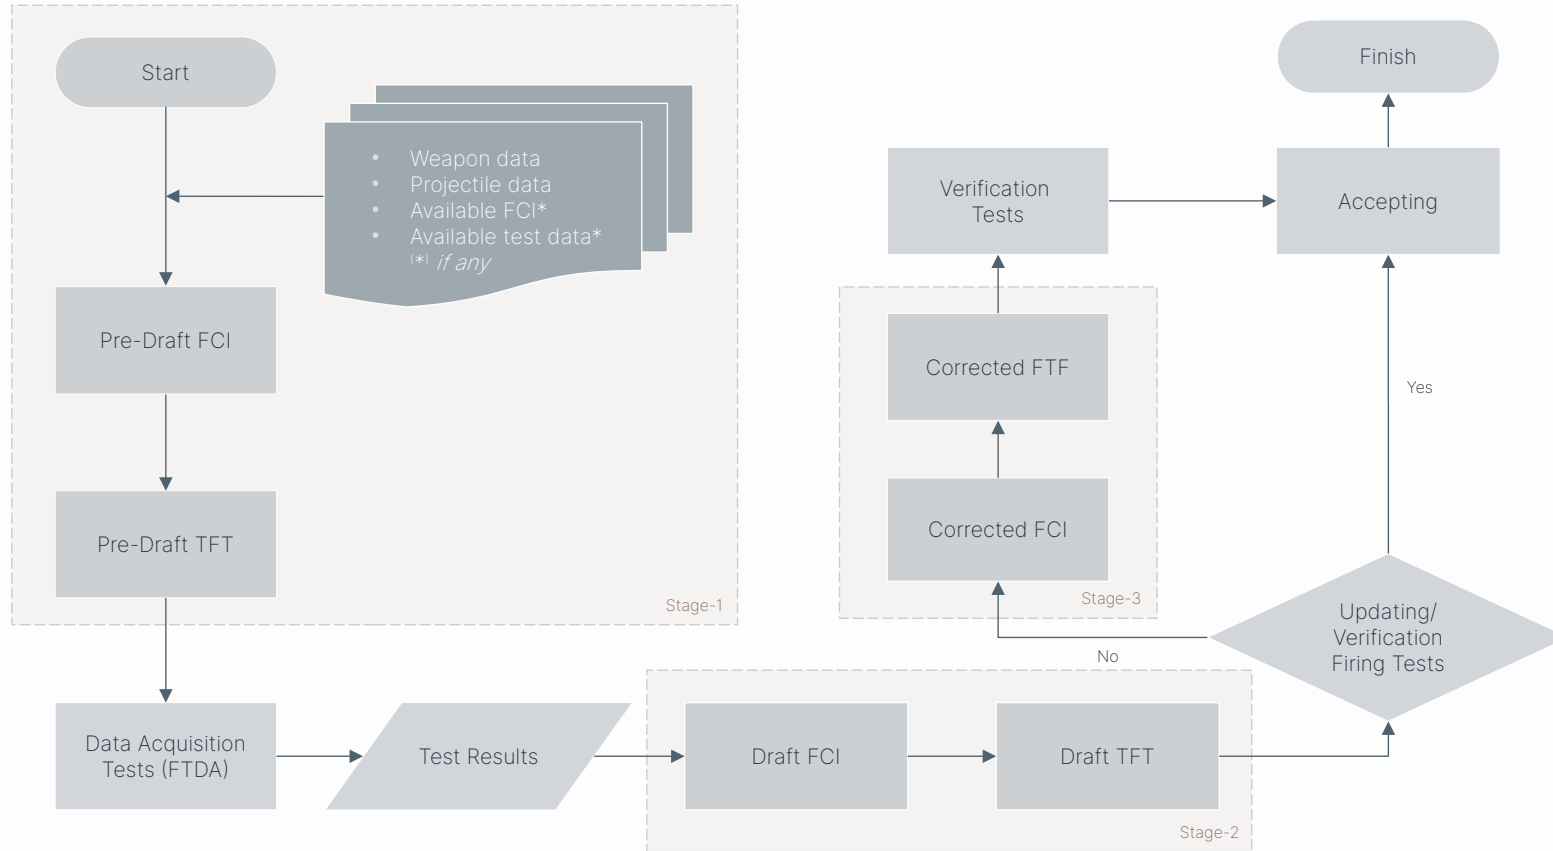 Start
• Weapon data
• Projectile data
• Available FCI*
• Available test data*
(*) if any
Pre-Draft FCI
Pre-Draft TFT
Stage-1
Data Acquisition
Tests (FTDA)
Test Results
Draft FCI
Draft TFT
Stage-2
Updating/
Verification
Firing Tests
No
Yes
Corrected FCI
Corrected FTF
Stage-3
Verification
Tests
Accepting
Finish